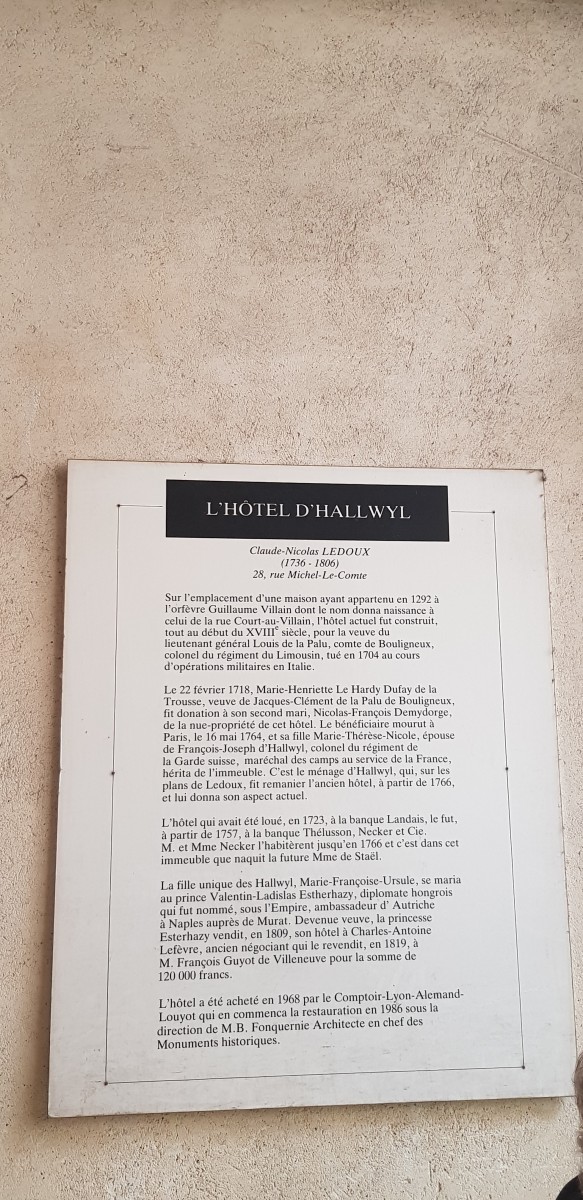 L'HÔTEL D'HALLWYL
Claude-Nicolas LEDOUX
(1736 - 1806)
28, rue Michel-Le-Comte
Sur l'emplacement d'une maison ayant appartenu en 1292 à
l'orfèvre Guillaume Villain dont le nom donna naissance à
celui de la rue Court-au-Villain, l'hôtel actuel fut construit,
tout au début du XVIIIe siècle, pour la veuve du
lieutenant général Louis de la Palu, comte de Bouligneux,
colonel du régiment du Limousin, tué en 1704 au cours
d'opérations militaires en Italie.
Le 22 février 1718, Marie-Henriette Le Hardy Dufay de la
Trousse, veuve de Jacques-Clément de la Palu de Bouligneux,
fit donation à son second mari, Nicolas-François Demydorge,
de la nue-propriété de cet hôtel. Le bénéficiaire mourut à
Paris, le 16 mai 1764, et sa fille Marie-Thérèse-Nicole, épouse
de François-Joseph d'Hallwyl, colonel du régiment de
la Garde suisse, maréchal des camps au service de la France,
hérita de l'immeuble. C'est le ménage d'Hallwyl, qui, sur les
plans de Ledoux, fit remanier l'ancien hôtel, à partir de 1766,
et lui donna son aspect actuel.
L'hôtel qui avait été loué, en 1723, à la banque Landais, le fut,
à partir de 1757, à la banque Thélusson, Necker et Cie.
M. et Mme Necker l'habitèrent jusqu'en 1766 et c'est dans cet
immeuble que naquit la future Mme de Staël.
La fille unique des Hallwyl, Marie-Françoise-Ursule, se maria
au prince Valentin-Ladislas Estherhazy, diplomate hongrois
qui fut nommé, sous l'Empire, ambassadeur d' Autriche
à Naples auprès de Murat. Devenue veuve, la princesse
Esterhazy vendit, en 1809, son hôtel à Charles-Antoine
Lefèvre, ancien négociant qui le revendit, en 1819, à
M. François Guyot de Villeneuve pour la somme de
120 000 francs.
L'hôtel a été acheté en 1968 par le Comptoir-Lyon-Alemand-
Louyot qui en commenca la restauration en 1986 sous la
direction de M.B. Fonquernie Architecte en chef des
Monuments historiques.